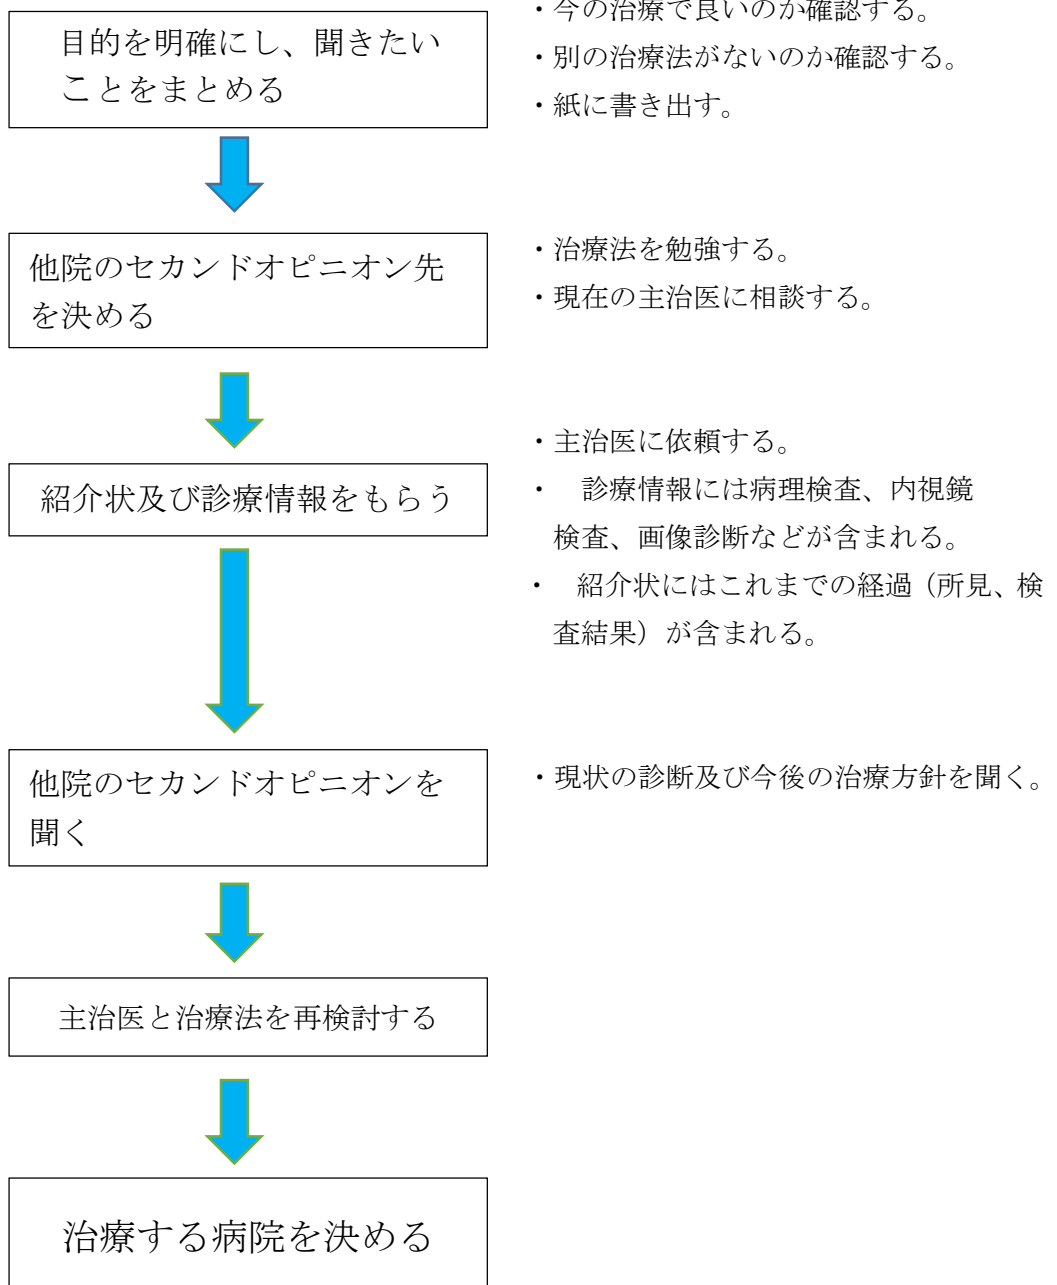 目的を明確にし、聞きたい
ことをまとめる
・今の治療で良いのか確認する。
・別の治療法がないのか確認する。
・紙に書き出す。
他院のセカンドオピニオン先
を決める
・治療法を勉強する。
・現在の主治医に相談する。
紹介状及び診療情報をもらう
・主治医に依頼する。
・　診療情報には病理検査、内視鏡
検査、画像診断などが含まれる。
・　紹介状にはこれまでの経過（所見、検
査結果）が含まれる。
他院のセカンドオピニオンを
聞く
・現状の診断及び今後の治療方針を聞く。
主治医と治療法を再検討する
治療する病院を決める